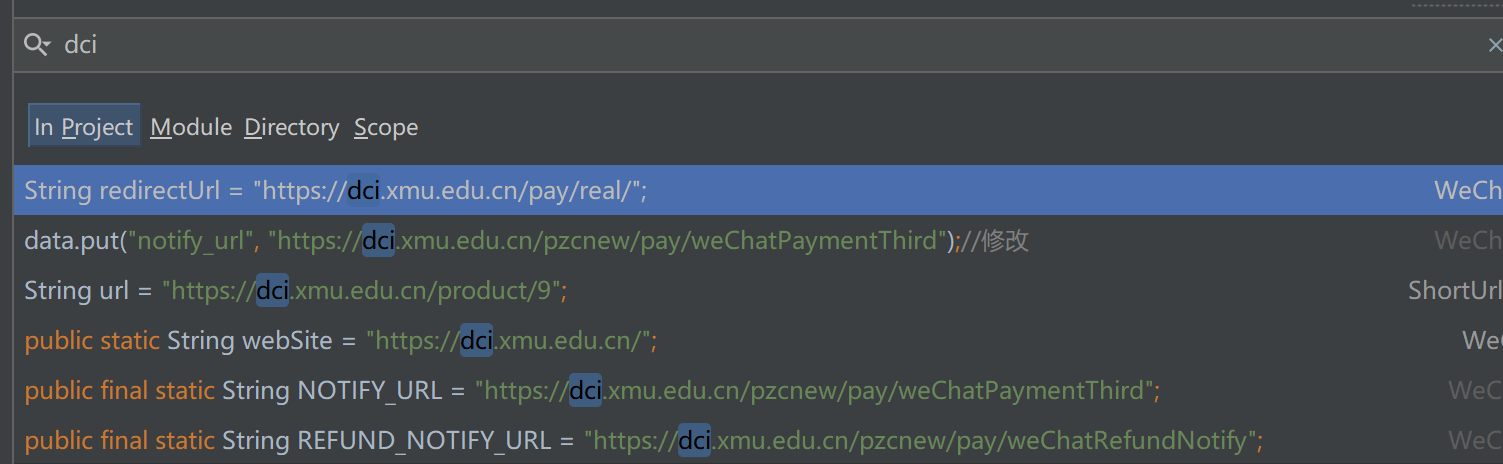 dci
In Project Module Directory Scope
String redirectUrl = "https://dci.xmu.edu.cn/pay/real/"; WeCh
data.put("notify_url", "https://dci.xmu.edu.cn/pzcnew/pay/weChatPaymentThird");//修改 WeCh
String url = "https://dci.xmu.edu.cn/product/9"; ShortUrl
public static String webSite = "https://dci.xmu.edu.cn/"; WeC
public final static String NOTIFY_URL = "https://dci.xmu.edu.cn/pzcnew/pay/weChatPaymentThird"; WeC
public final static String REFUND_NOTIFY_URL = "https://dci.xmu.edu.cn/pzcnew/pay/weChatRefundNotify"; WeC